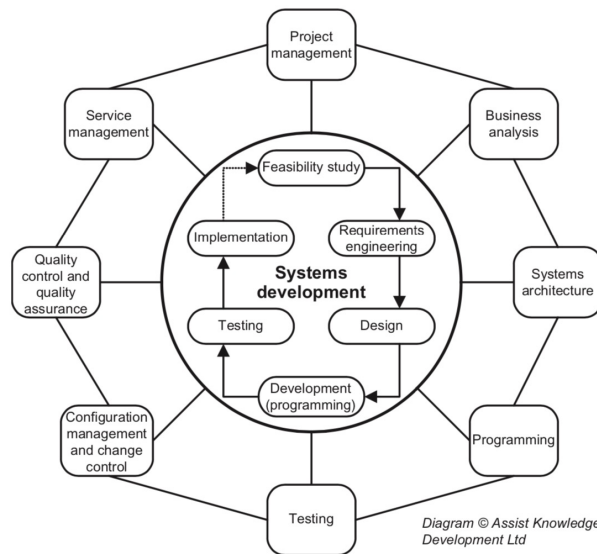 Project
management
Service
management
Business
analysis
Feasibility study
Implementation
Requirements
engineering
Quality
control and
quality
assurance
Systems
development
Systems
architecture
Testing
Design
Development
(programming)
Configuration
management
and change
control
Programming
Testing
Diagram © Assist Knowledge
Development Ltd